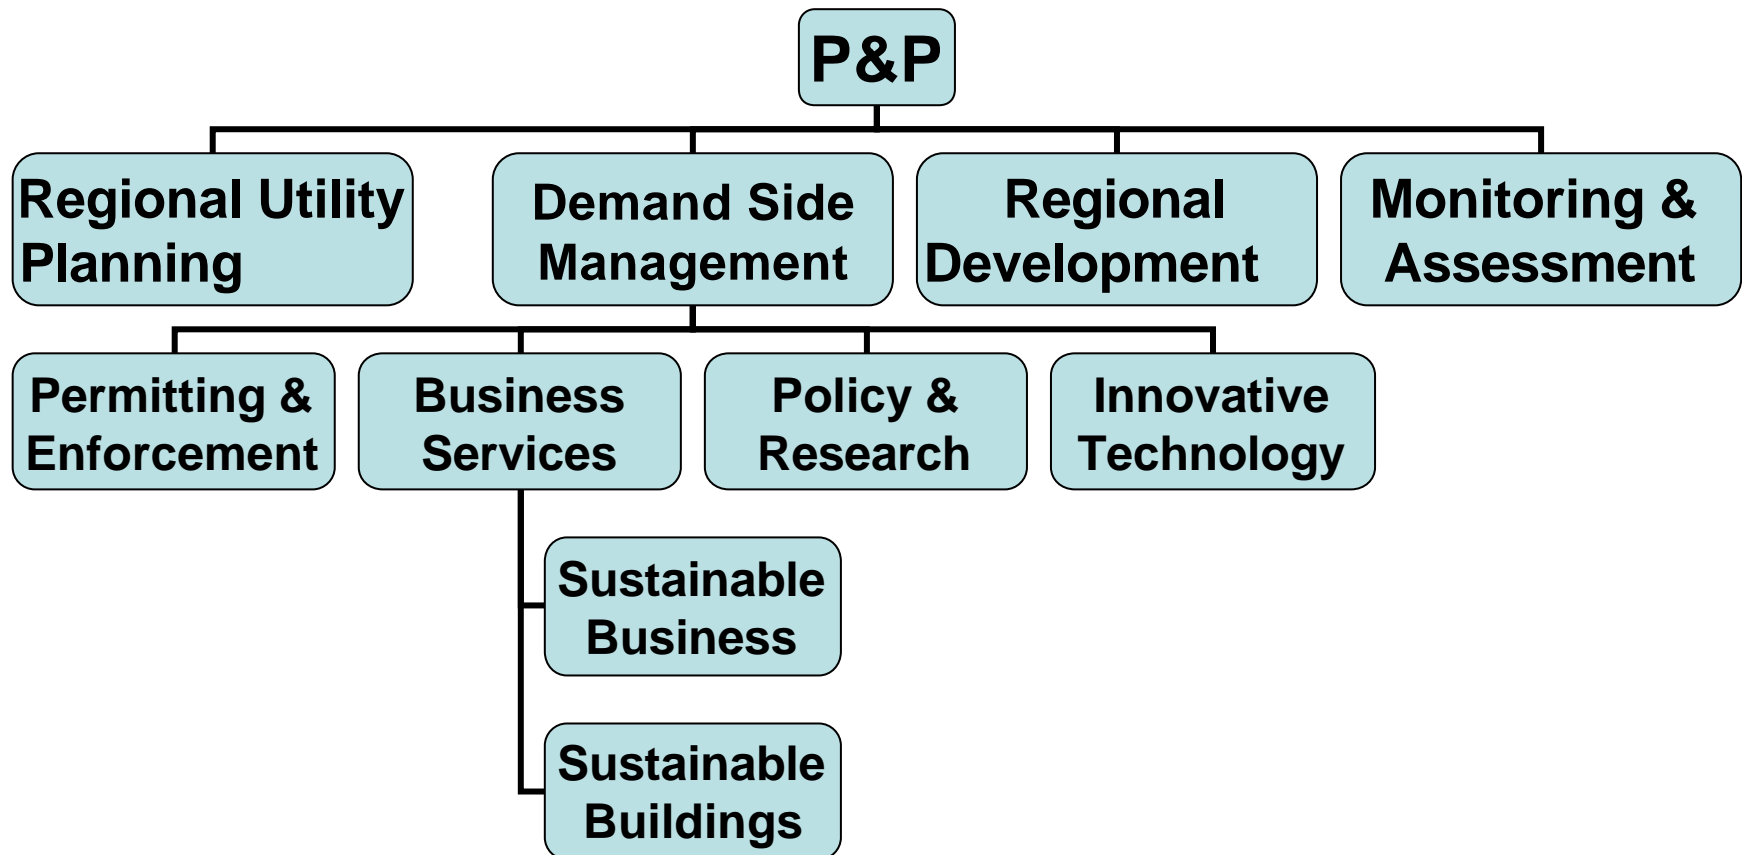 P&P
Regional Utility
Planning
Demand Side
Management
Regional
Development
Monitoring &
Assessment
Permitting &
Enforcement
Business
Services
Policy &
Research
Innovative
Technology
Sustainable
Business
Sustainable
Buildings